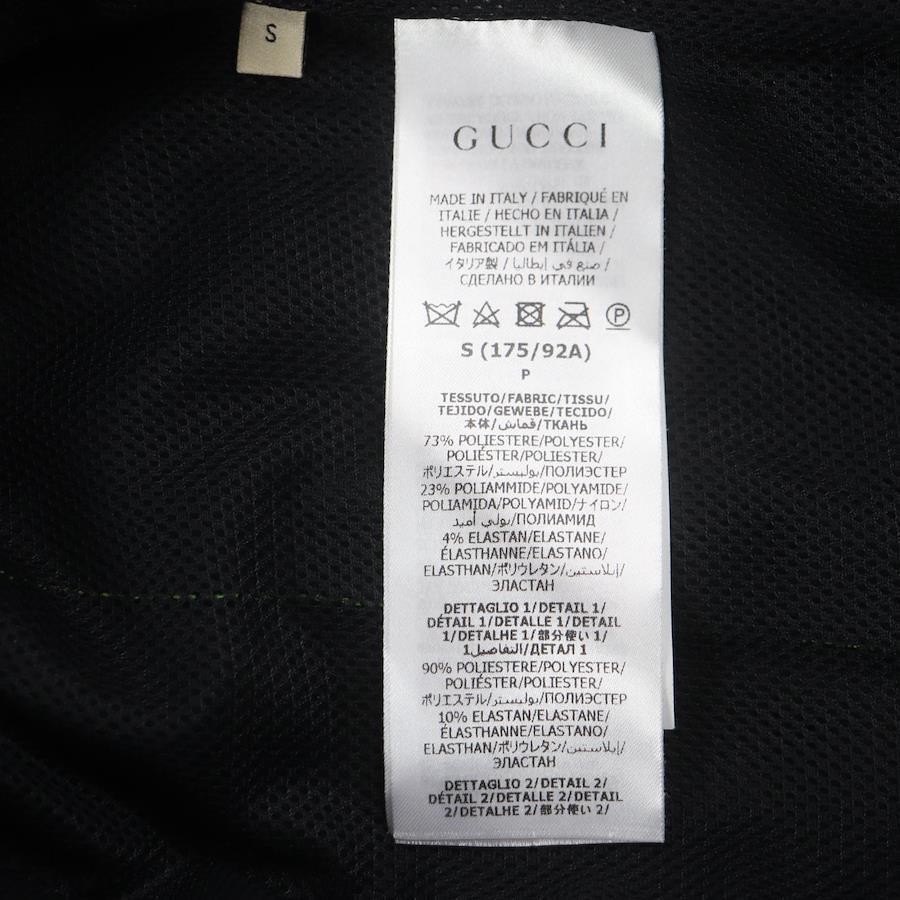 S
GUCCI
MADE IN ITALY / FABRIQUÉ EN
ITALIE / HECHO EN ITALIA /
HERGESTELLT IN ITALIEN /
FABRICADO EM ITÁLIA /
イタリア製 / صنع في إيطاليا /
СДЕЛАНО В ИТАЛИИ
P
S (175/92A)
P
TESSUTO/FABRIC/TISSU/
TEJIDO/GEWEBE/TECIDO/
本体/قماش/ТКАНЬ
73% POLIESTERE/POLYESTER/
POLIÉSTER/POLIESTER/
ポリエステル/بوليستر/ПОЛИЭСТЕР
23% POLIAMMIDE/POLYAMIDE/
POLIAMIDA/POLYAMID/ナイロン/
بولي أميد/ПОЛИАМИД
4% ELASTAN/ELASTANE/
ÉLASTHANNE/ELASTANO/
ELASTHAN/ポリウレタン/إيلاستين/
ЭЛАСТАН
DETTAGLIO 1/DETAIL 1/
DÉTAIL 1/DETALLE 1/DETAIL
1/DETALHE 1/部分使い 1/
التفاصيل1/ДЕТАЛ 1
90% POLIESTERE/POLYESTER/
POLIÉSTER/POLIESTER/
ポリエステル/بوليستر/ПОЛИЭСТЕР
10% ELASTAN/ELASTANE/
ÉLASTHANNE/ELASTANO/
ELASTHAN/ポリウレタン/إيلاستين/
ЭЛАСТАН
DETTAGLIO 2/DETAIL 2/
DÉTAIL 2/DETALLE 2/DETAIL
2/DETALHE 2/部分使い 2/